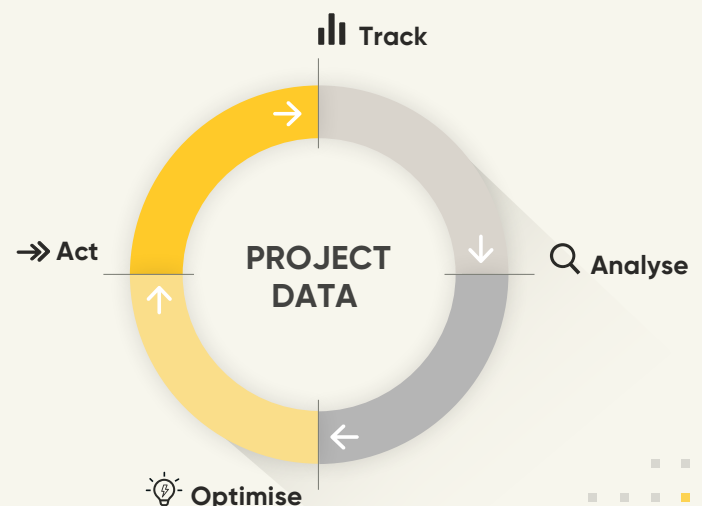 Track
Act
PROJECT
DATA
Analyse
Optimise